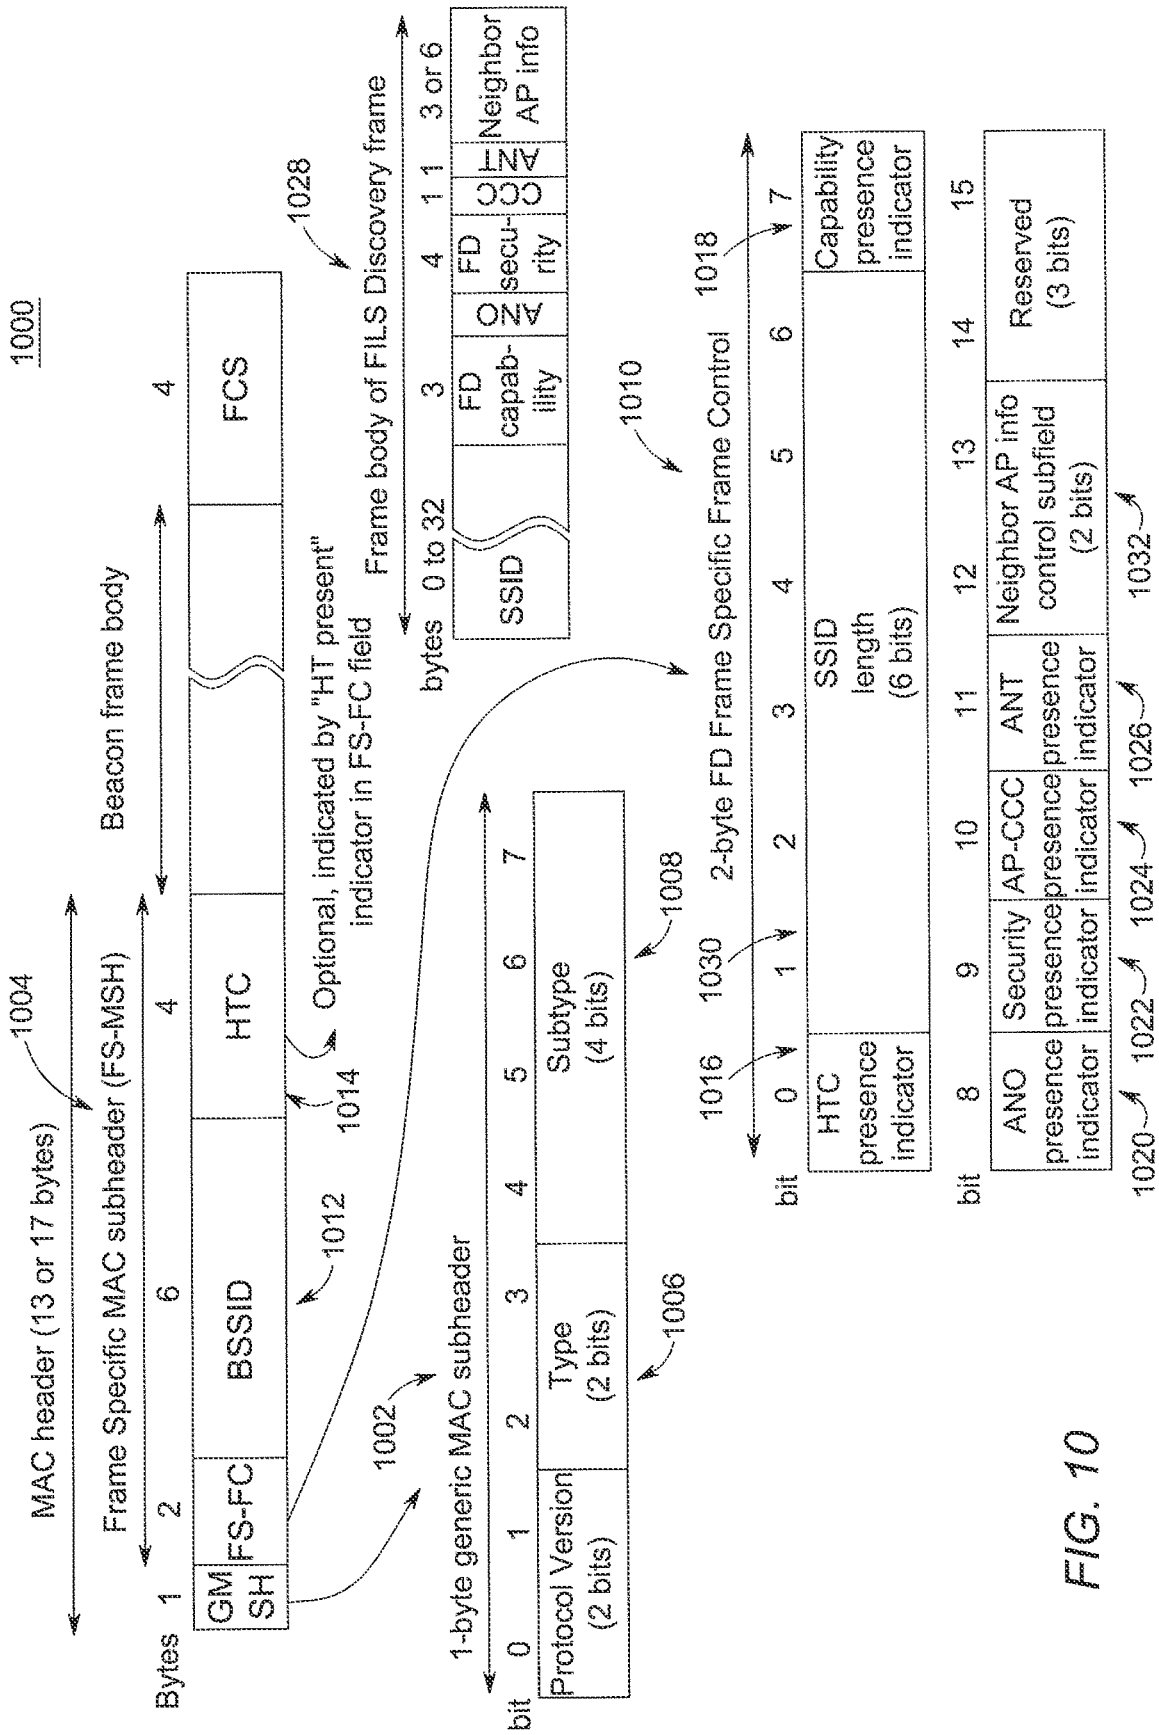 1000
MAC header (13 or 17 bytes)
1004
Frame Specific MAC subheader (FS-MSH)
Beacon frame body
Bytes 1 2 6 4 4
GM
SH
FS-FC
BSSID
HTC
FCS
1012
1014
Optional, indicated by "HT present"
indicator in FS-FC field
1002
1-byte generic MAC subheader
bit 0 1 2 3 4 5 6 7
Protocol Version
(2 bits)
Type
(2 bits)
Subtype
(4 bits)
1006
1008
1028
Frame body of FILS Discovery frame
bytes 0 to 32 3 4 1 1 3 or 6
SSID
FD
capab-
ility
ANO
FD
secu-
rity
CCC
ANT
Neighbor
AP info
1010
2-byte FD Frame Specific Frame Control
1016
1030
1018
bit 0 1 2 3 4 5 6 7
HTC
presence
indicator
SSID
length
(6 bits)
Capability
presence
indicator
bit 8 9 10 11 12 13 14 15
ANO
presence
indicator
Security
presence
indicator
AP-CCC
presence
indicator
ANT
presence
indicator
Neighbor AP info
control subfield
(2 bits)
Reserved
(3 bits)
1020
1022
1024
1026
1032
FIG. 10